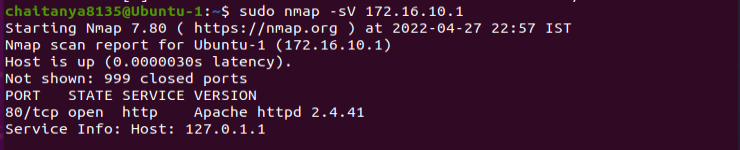 chaitanya8135@Ubuntu-1:~$ sudo nmap -sV 172.16.10.1
Starting Nmap 7.80 ( https://nmap.org ) at 2022-04-27 22:57 IST
Nmap scan report for Ubuntu-1 (172.16.10.1)
Host is up (0.0000030s latency).
Not shown: 999 closed ports
PORT   STATE SERVICE VERSION
80/tcp open  http    Apache httpd 2.4.41
Service Info: Host: 127.0.1.1